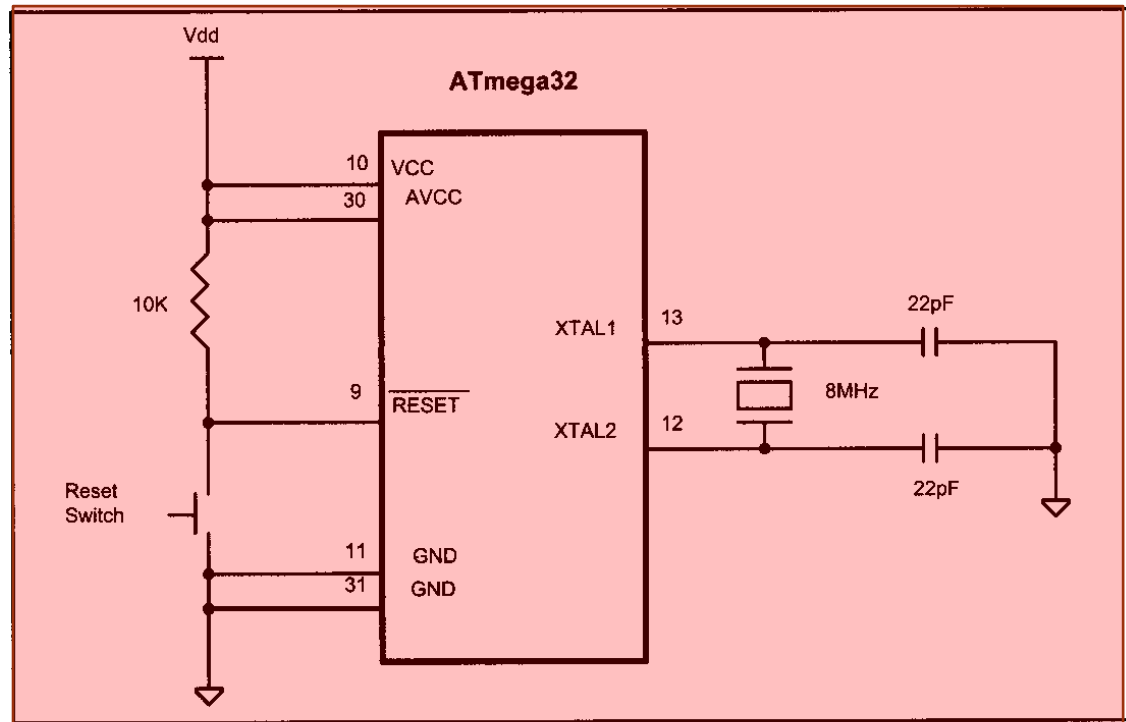 Vdd
ATmega32
10 VCC
30 AVCC
10K
XTAL1 13 22pF
9 RESET
8MHz
XTAL2 12
22pF
Reset
Switch
11 GND
31 GND